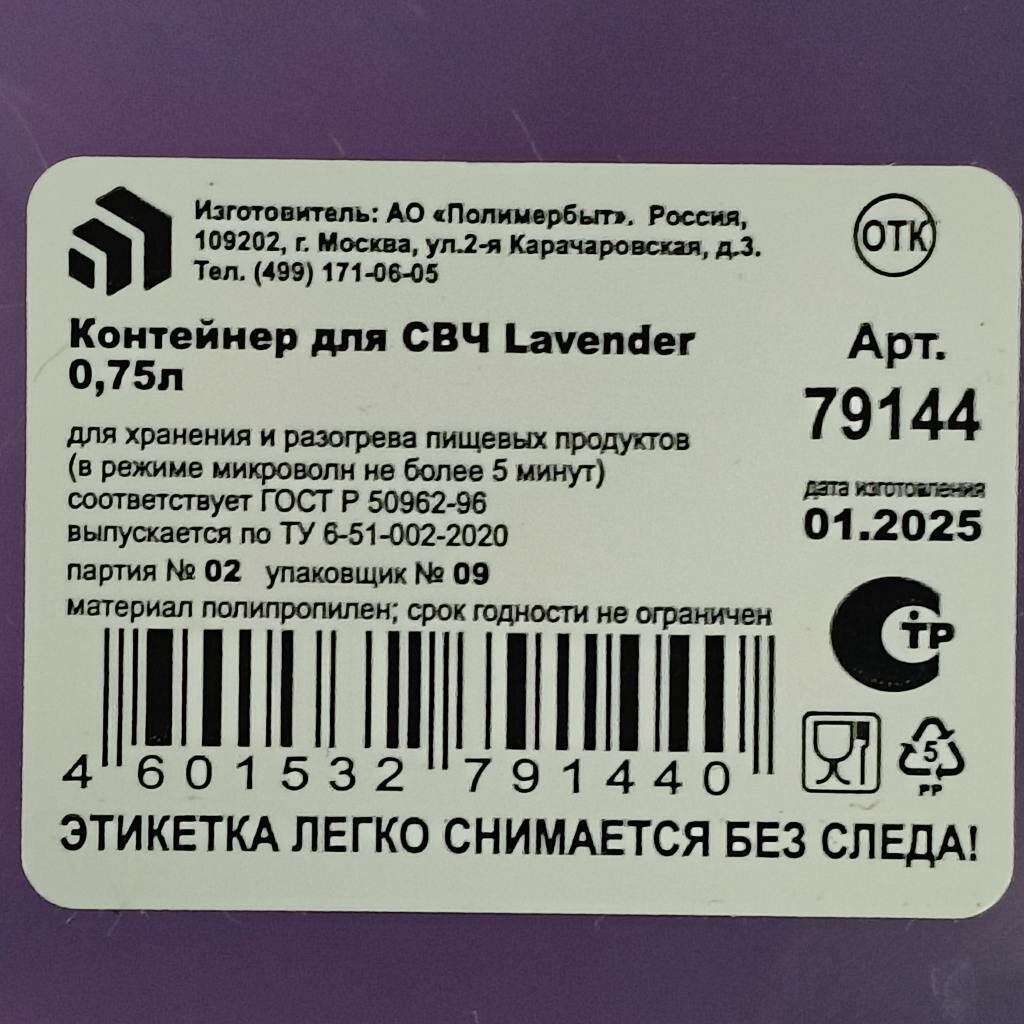 Изготовитель: АО «Полимербыт». Россия,
109202, г. Москва, ул.2-я Карачаровская, д.3.
Тел. (499) 171-06-05
ОТК
Контейнер для СВЧ Lavender
0,75л
Арт.
79144
для хранения и разогрева пищевых продуктов
(в режиме микроволн не более 5 минут)
соответствует ГОСТ Р 50962-96
выпускается по ТУ 6-51-002-2020
дата изготовления
01.2025
партия № 02 упаковщик № 09
материал полипропилен; срок годности не ограничен
СТР
5
PP
4 601532 791440
ЭТИКЕТКА ЛЕГКО СНИМАЕТСЯ БЕЗ СЛЕДА!